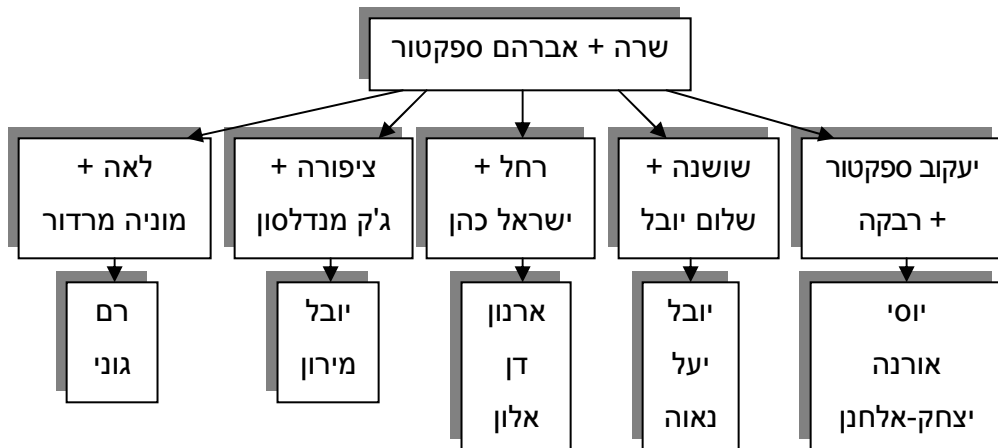 שרה + אברהם ספקטור
יעקוב ספקטור
+ רבקה
שושנה +
שלום יובל
רחל +
ישראל כהן
ציפורה +
ג'ק מנדלסון
לאה +
מוניה מרדור
יוסי
אורנה
יצחק-אלחנן
יובל
יעל
נאוה
ארנון
דן
אלון
יובל
מירון
רם
גוני